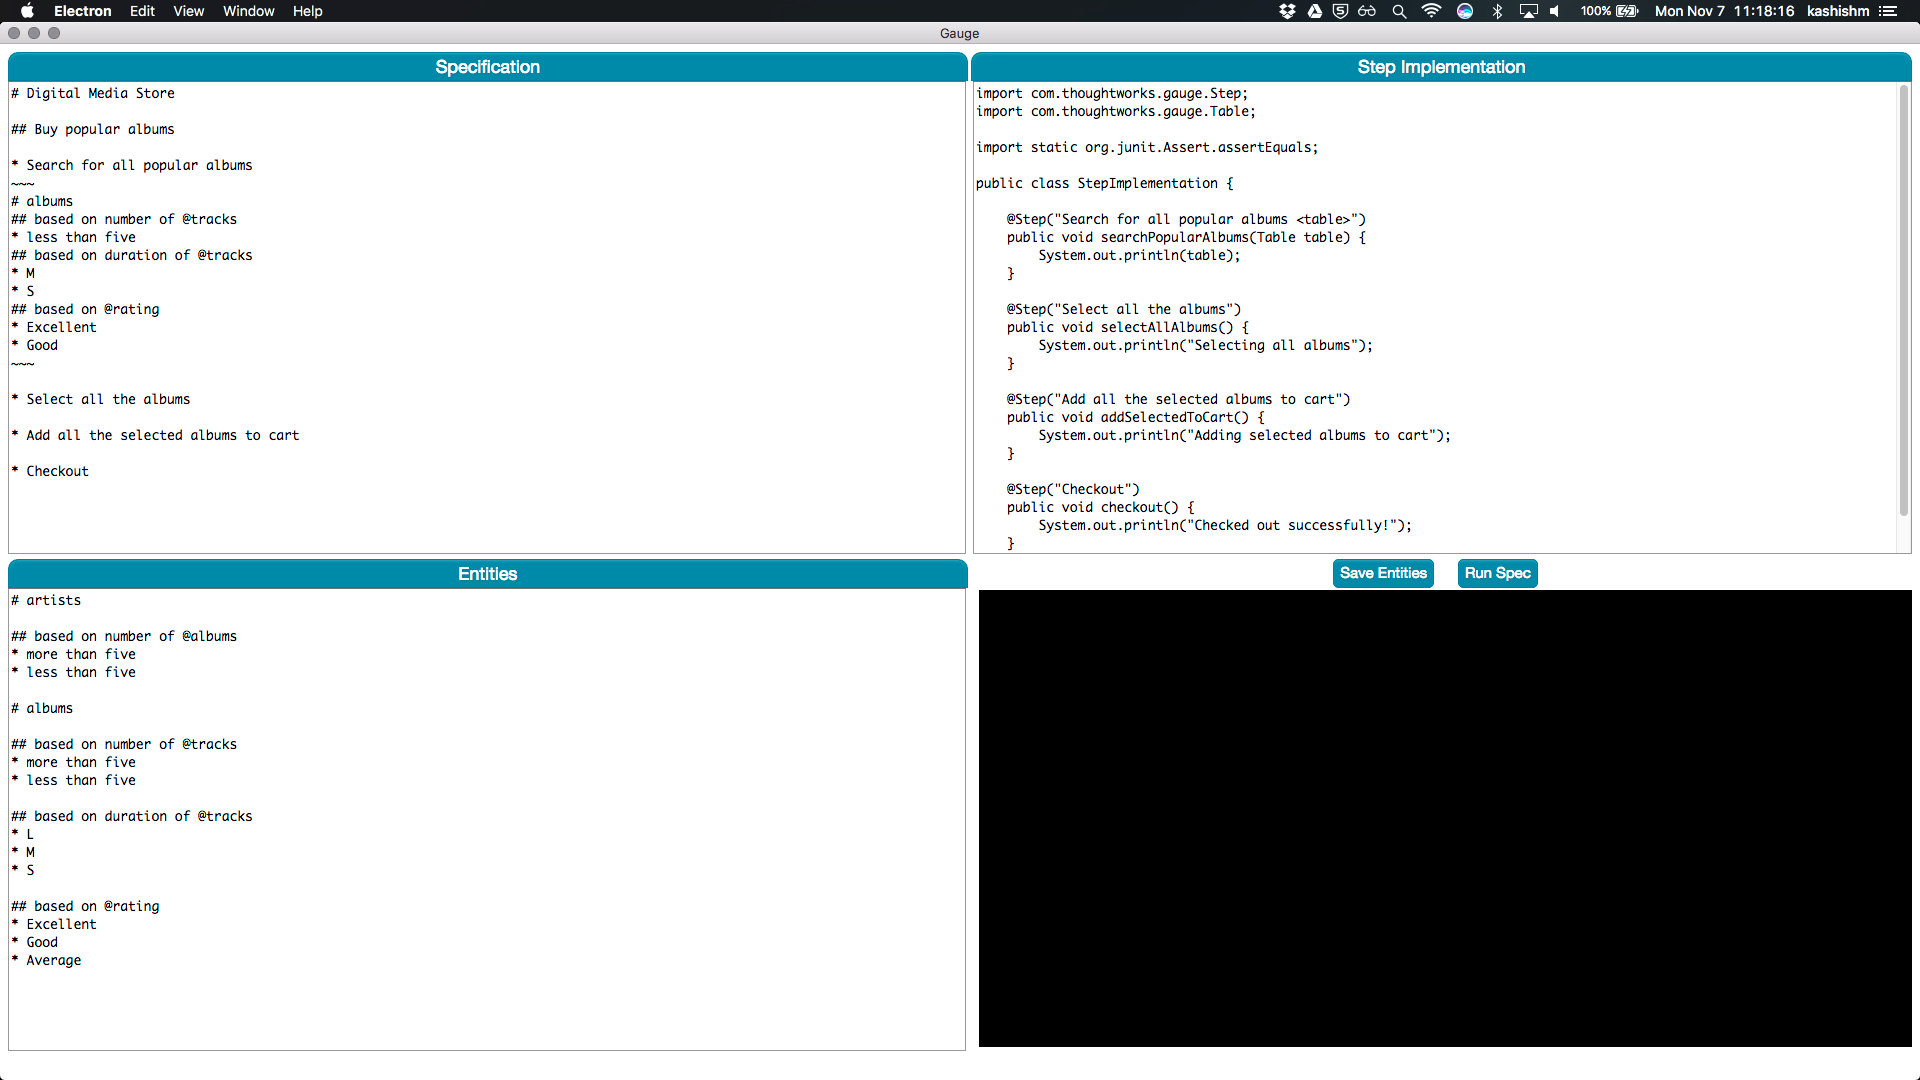 Electron Edit View Window Help 100% Mon Nov 7 11:18:16 kashishm
Gauge
Specification
# Digital Media Store
## Buy popular albums
* Search for all popular albums
~~~
# albums
## based on number of @tracks
* less than five
## based on duration of @tracks
* M
* S
## based on @rating
* Excellent
* Good
~~~
* Select all the albums
* Add all the selected albums to cart
* Checkout
Step Implementation
import com.thoughtworks.gauge.Step;
import com.thoughtworks.gauge.Table;
import static org.junit.Assert.assertEquals;
public class StepImplementation {
@Step("Search for all popular albums <table>")
public void searchPopularAlbums(Table table) {
System.out.println(table);
}
@Step("Select all the albums")
public void selectAllAlbums() {
System.out.println("Selecting all albums");
}
@Step("Add all the selected albums to cart")
public void addSelectedToCart() {
System.out.println("Adding selected albums to cart");
}
@Step("Checkout")
public void checkout() {
System.out.println("Checked out successfully!");
}
Entities
# artists
## based on number of @albums
* more than five
* less than five
# albums
## based on number of @tracks
* more than five
* less than five
## based on duration of @tracks
* L
* M
* S
## based on @rating
* Excellent
* Good
* Average
Save Entities Run Spec